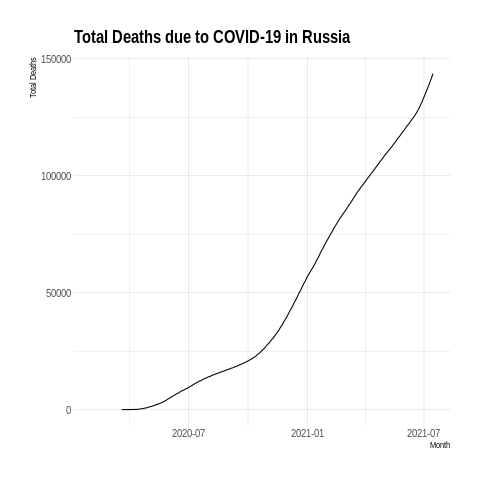 Total Deaths due to COVID-19 in Russia
Total Deaths
150000
100000
50000
0
2020-07
2021-01
2021-07
Month